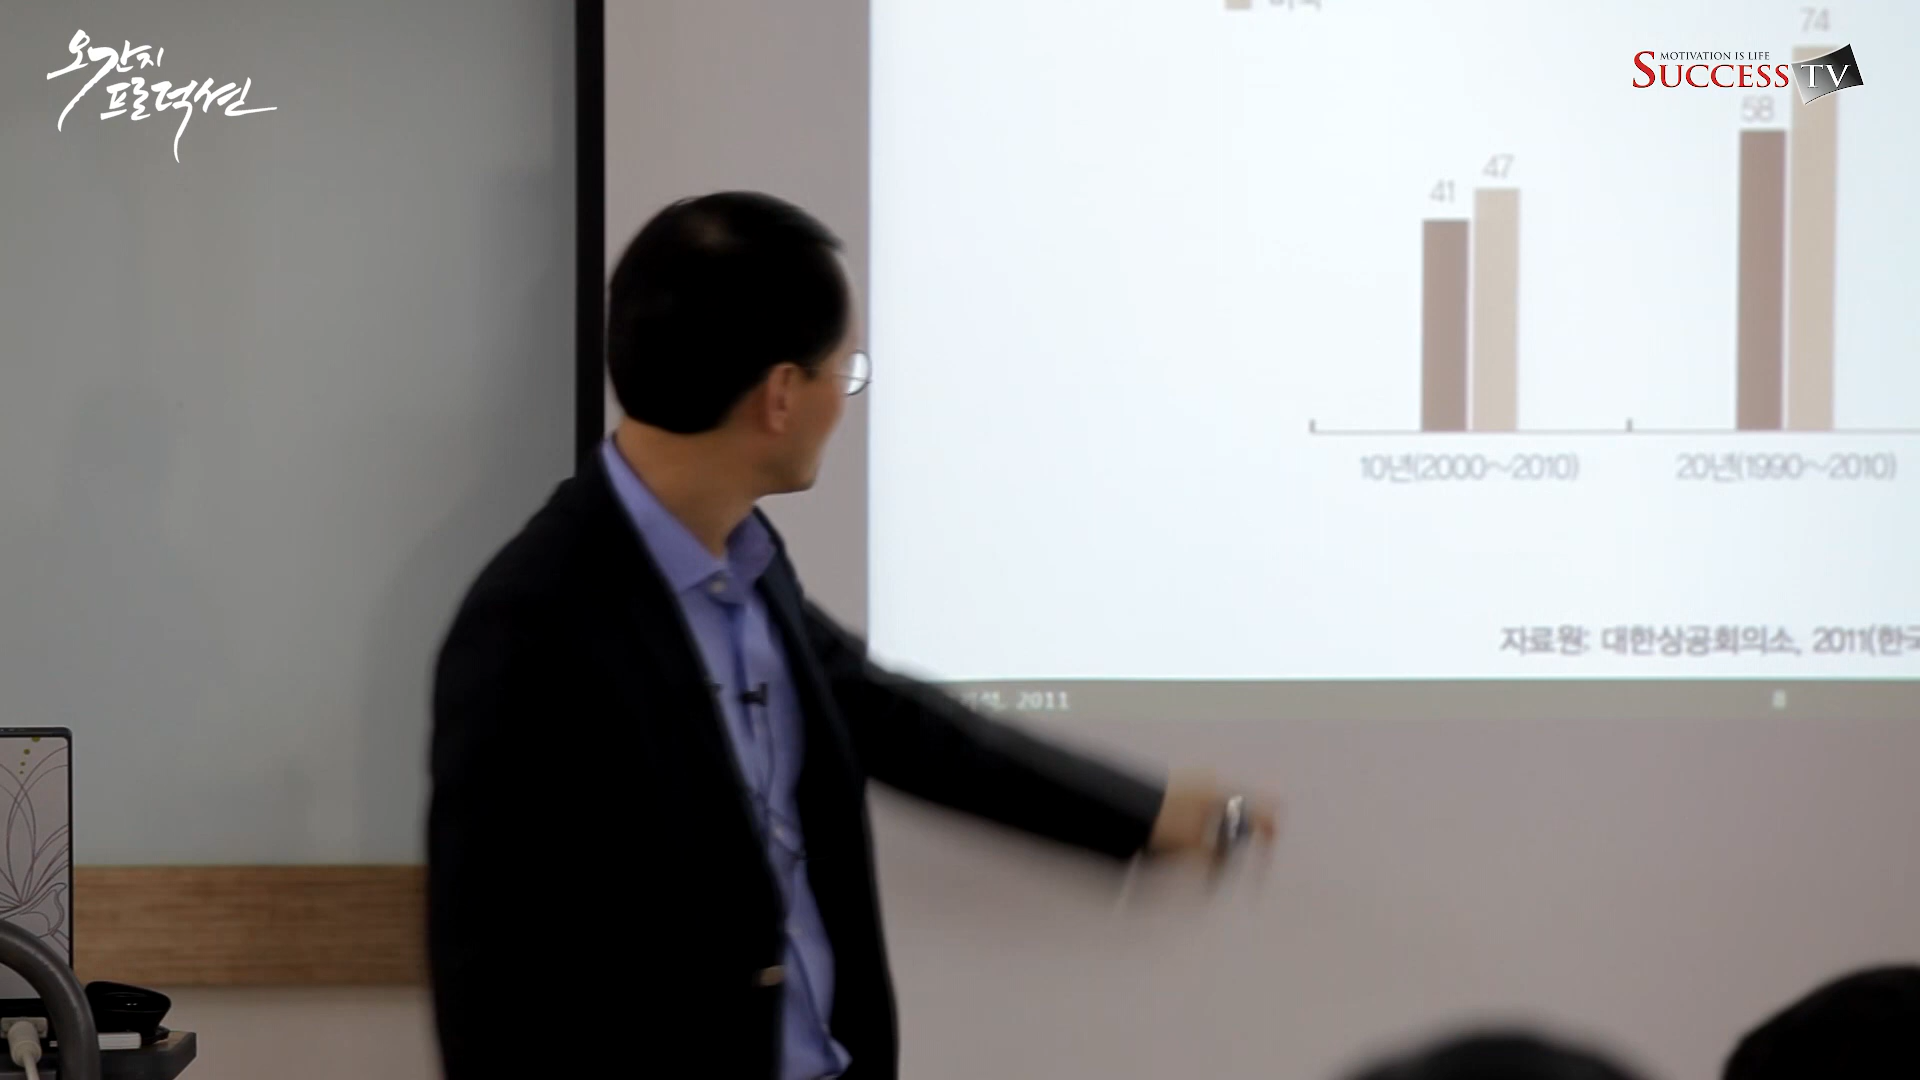 오가지
프로덕션
MOTIVATION IS LIFE
SUCCESS TV
74
58
47
41
10년(2000~2010)
20년(1990~2010)
자료원: 대한상공회의소, 2011(한국
2011
8